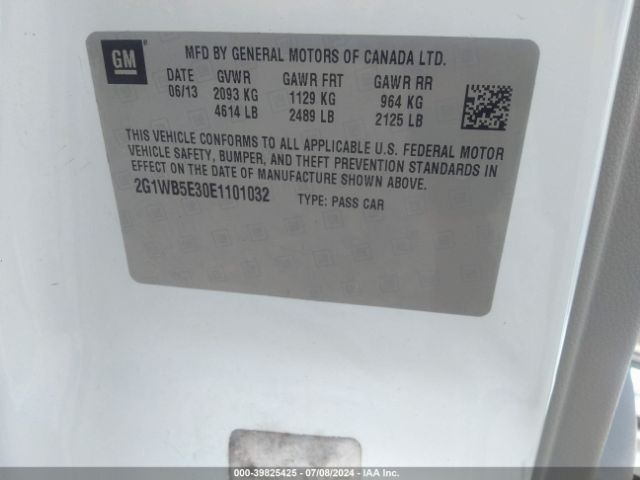 GM
MFD BY GENERAL MOTORS OF CANADA LTD.
DATE GVWR GAWR FRT GAWR RR
06/13 2093 KG 1129 KG 964 KG
4614 LB 2489 LB 2125 LB
THIS VEHICLE CONFORMS TO ALL APPLICABLE U.S. FEDERAL MOTOR
VEHICLE SAFETY, BUMPER, AND THEFT PREVENTION STANDARDS IN
EFFECT ON THE DATE OF MANUFACTURE SHOWN ABOVE.
2G1WB5E30E1101032 TYPE: PASS CAR
000-39825425 - 07/08/2024 - IAA Inc.